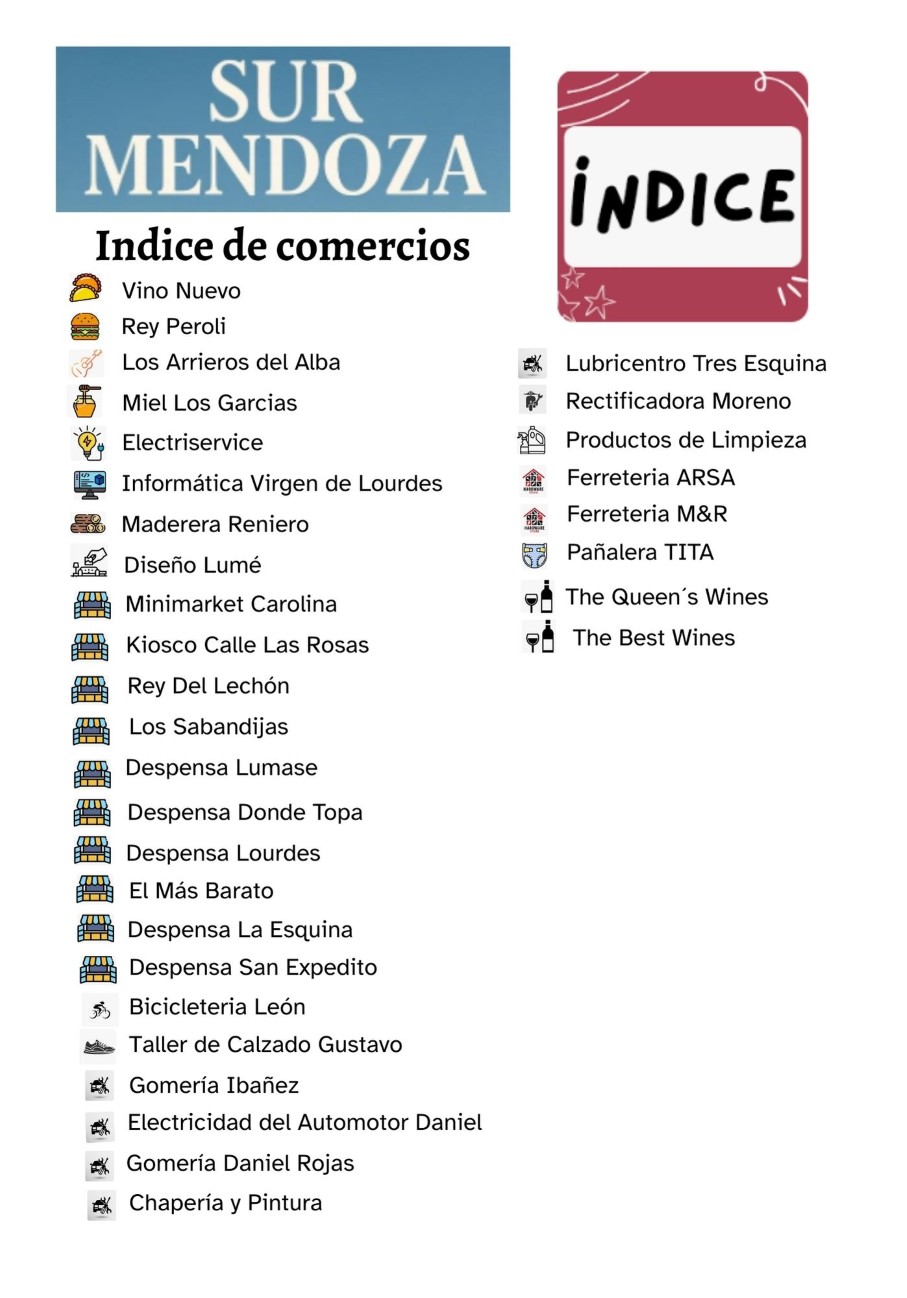 SUR
MENDOZA
İNDICE
Indice de comercios
Vino Nuevo
Rey Peroli
Los Arrieros del Alba
Miel Los Garcias
Electriservice
Informática Virgen de Lourdes
Maderera Reniero
Diseño Lumé
Minimarket Carolina
Kiosco Calle Las Rosas
Rey Del Lechón
Los Sabandijas
Despensa Lumase
Despensa Donde Topa
Despensa Lourdes
El Más Barato
Despensa La Esquina
Despensa San Expedito
Bicicleteria León
Taller de Calzado Gustavo
Gomería Ibañez
Electricidad del Automotor Daniel
Gomería Daniel Rojas
Chapería y Pintura
Lubricentro Tres Esquina
Rectificadora Moreno
Productos de Limpieza
Ferreteria ARSA
Ferreteria M&R
Pañalera TITA
The Queen´s Wines
The Best Wines